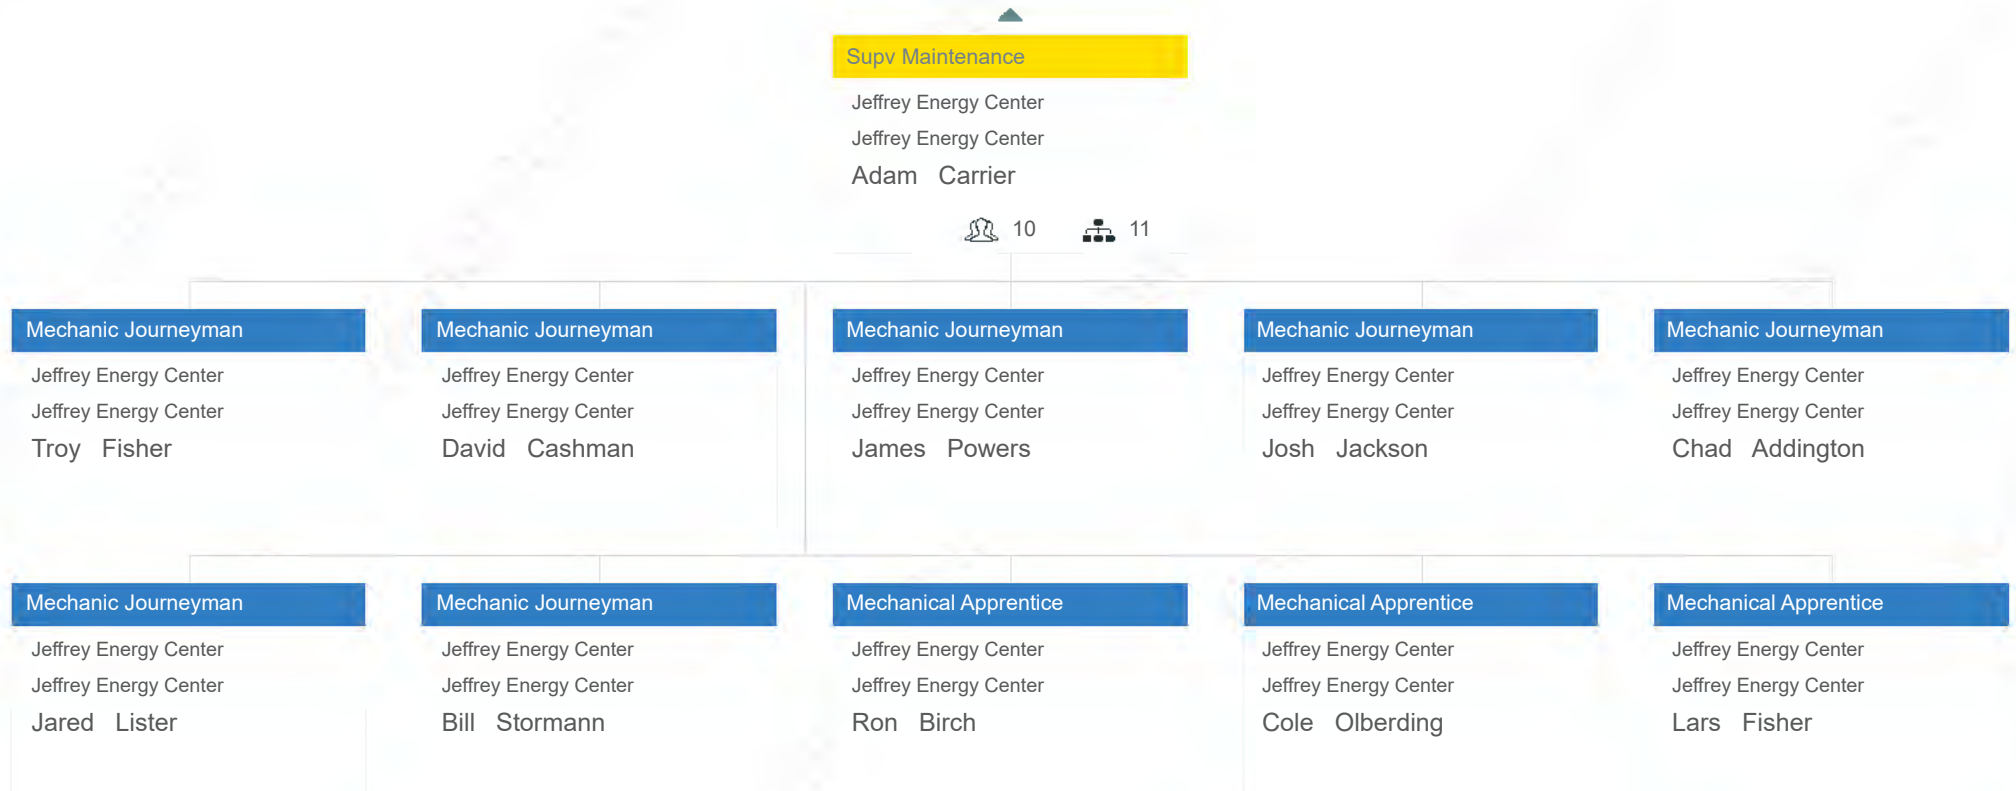 Supv Maintenance
Jeffrey Energy Center
Jeffrey Energy Center
Adam Carrier
10 11
Mechanic Journeyman
Jeffrey Energy Center
Jeffrey Energy Center
Troy Fisher
Mechanic Journeyman
Jeffrey Energy Center
Jeffrey Energy Center
David Cashman
Mechanic Journeyman
Jeffrey Energy Center
Jeffrey Energy Center
James Powers
Mechanic Journeyman
Jeffrey Energy Center
Jeffrey Energy Center
Josh Jackson
Mechanic Journeyman
Jeffrey Energy Center
Jeffrey Energy Center
Chad Addington
Mechanic Journeyman
Jeffrey Energy Center
Jeffrey Energy Center
Jared Lister
Mechanic Journeyman
Jeffrey Energy Center
Jeffrey Energy Center
Bill Stormann
Mechanical Apprentice
Jeffrey Energy Center
Jeffrey Energy Center
Ron Birch
Mechanical Apprentice
Jeffrey Energy Center
Jeffrey Energy Center
Cole Olberding
Mechanical Apprentice
Jeffrey Energy Center
Jeffrey Energy Center
Lars Fisher